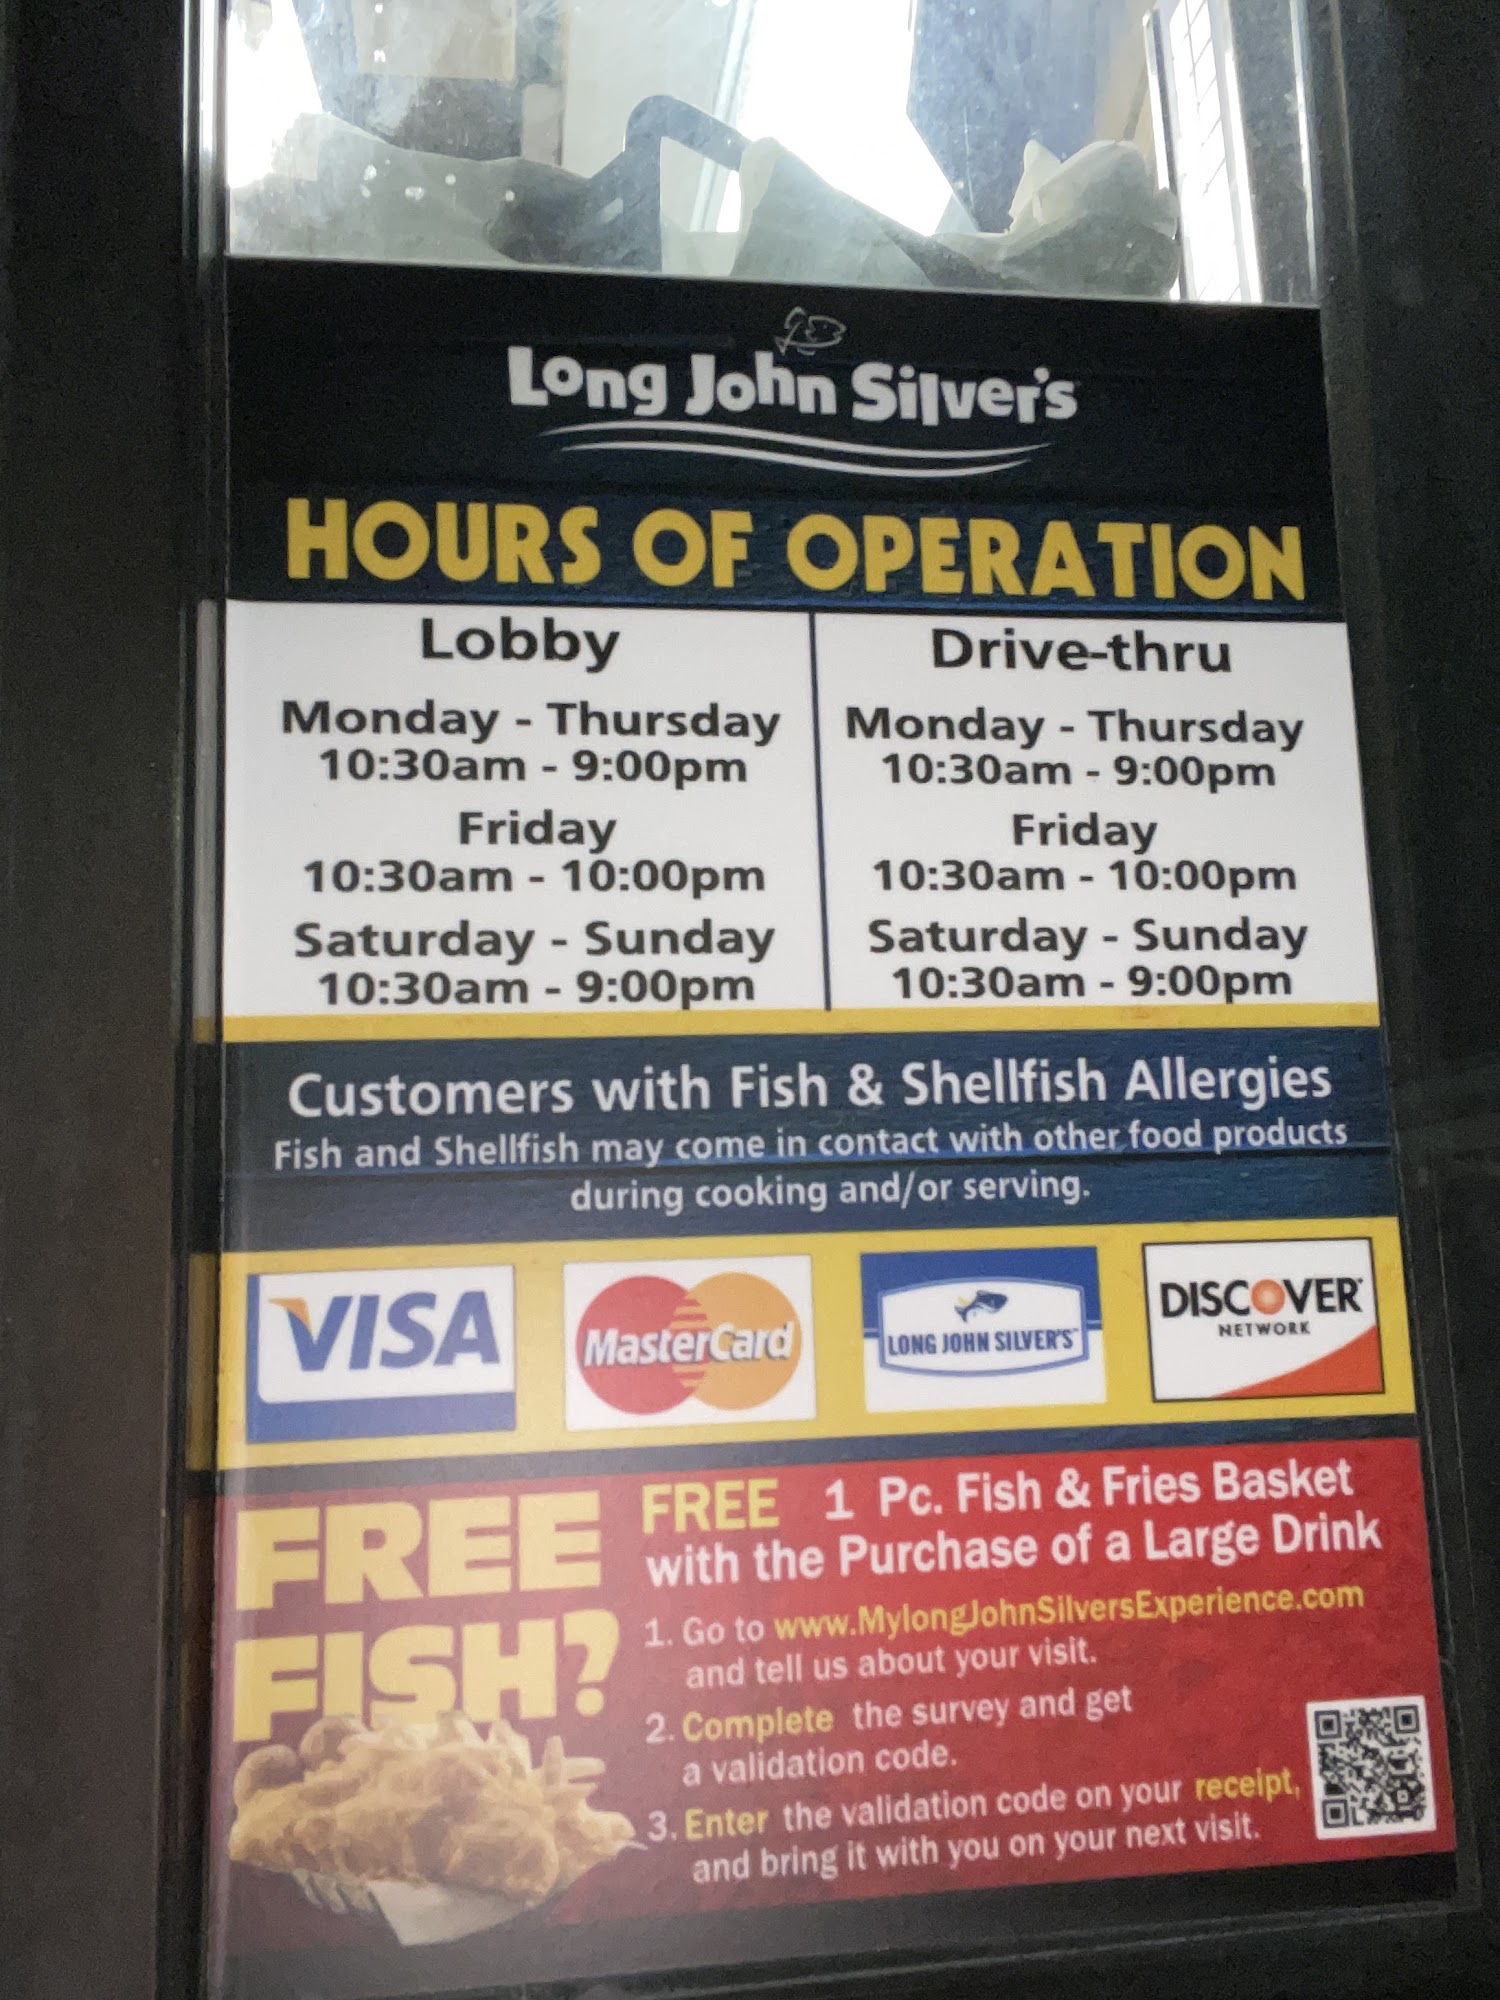 Long John Silver's
HOURS OF OPERATION
Lobby
Monday - Thursday
10:30am - 9:00pm
Friday
10:30am - 10:00pm
Saturday - Sunday
10:30am - 9:00pm
Drive-thru
Monday - Thursday
10:30am - 9:00pm
Friday
10:30am - 10:00pm
Saturday - Sunday
10:30am - 9:00pm
Customers with Fish & Shellfish Allergies
Fish and Shellfish may come in contact with other food products
during cooking and/or serving.
VISA
MasterCard
LONG JOHN SILVER'S™
DISCOVER®
NETWORK
FREE
FISH?
FREE 1 Pc. Fish & Fries Basket
with the Purchase of a Large Drink
1. Go to www.MylongJohnSilversExperience.com
and tell us about your visit.
2. Complete the survey and get
a validation code.
3. Enter the validation code on your receipt,
and bring it with you on your next visit.